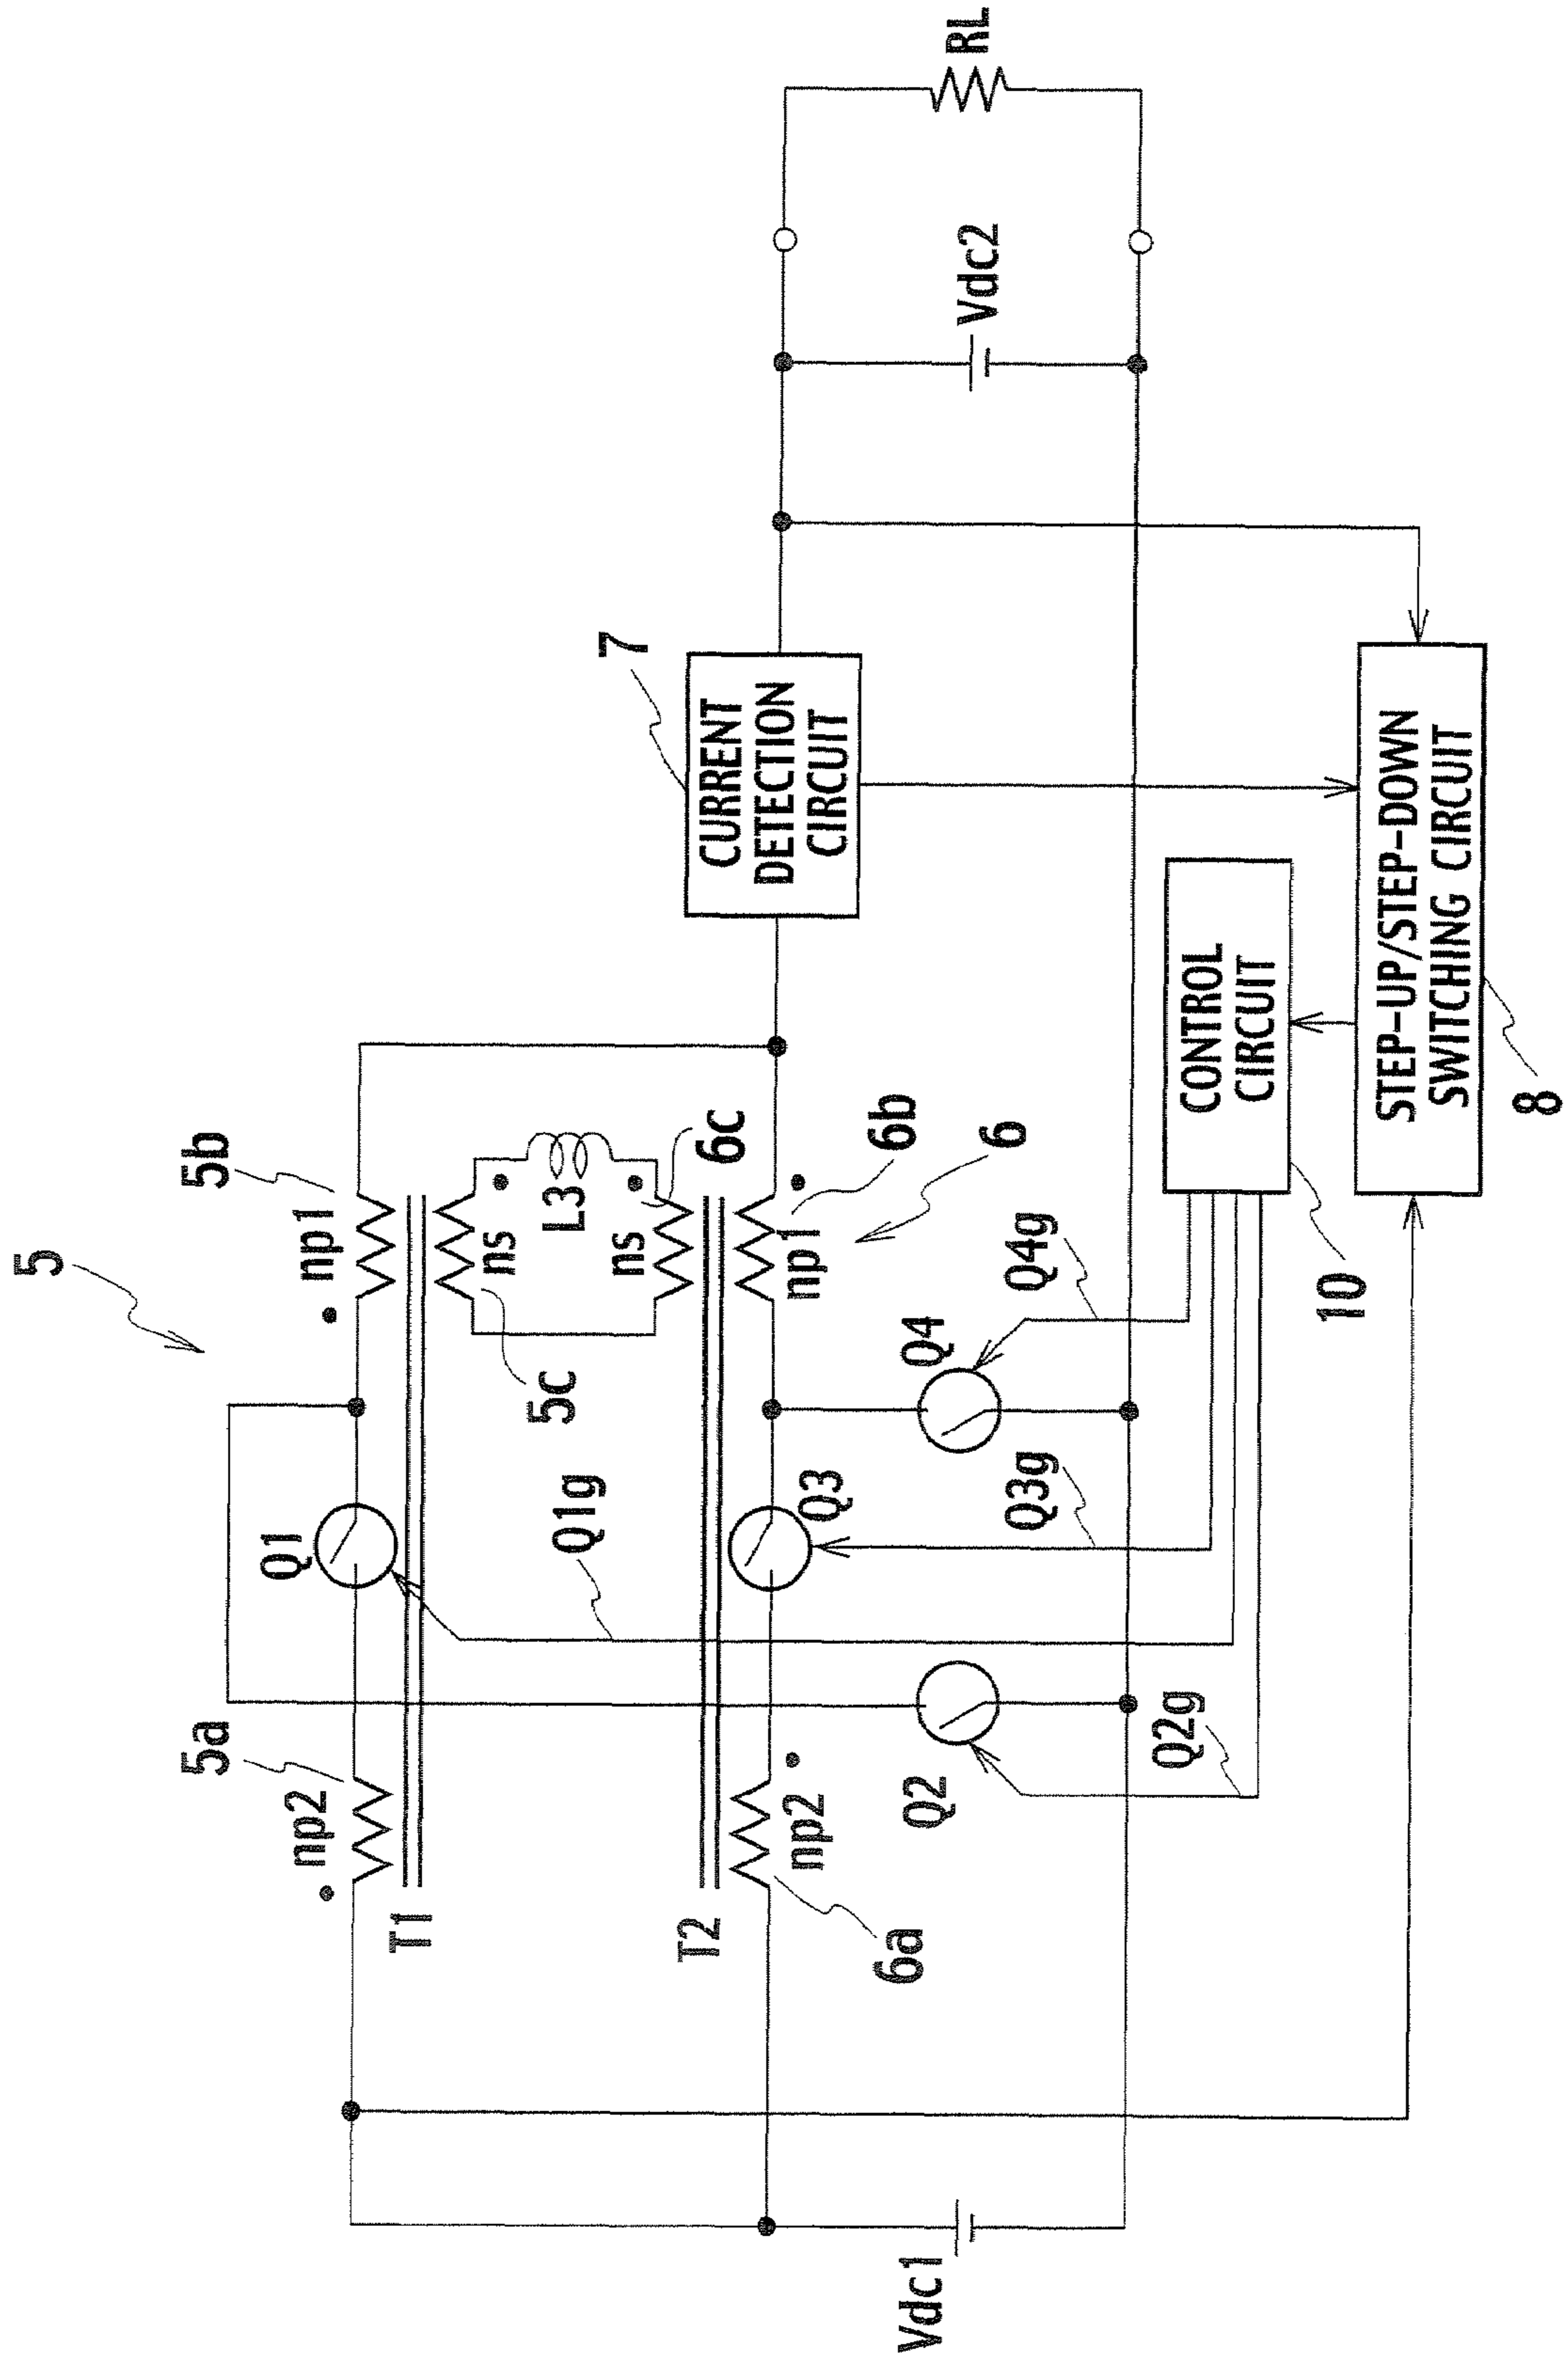 5
5a
np2
Q1
np1
5b
T1
5c
ns
L3
ns
6c
Q1g
T2
6a
np2
Q3
np1
6b
6
7
CURRENT
DETECTION
CIRCUIT
Vdc1
Q2
Q2g
Q3g
Q4
Q4g
Vdc2
RL
10
CONTROL
CIRCUIT
STEP-UP/STEP-DOWN
SWITCHING CIRCUIT
8